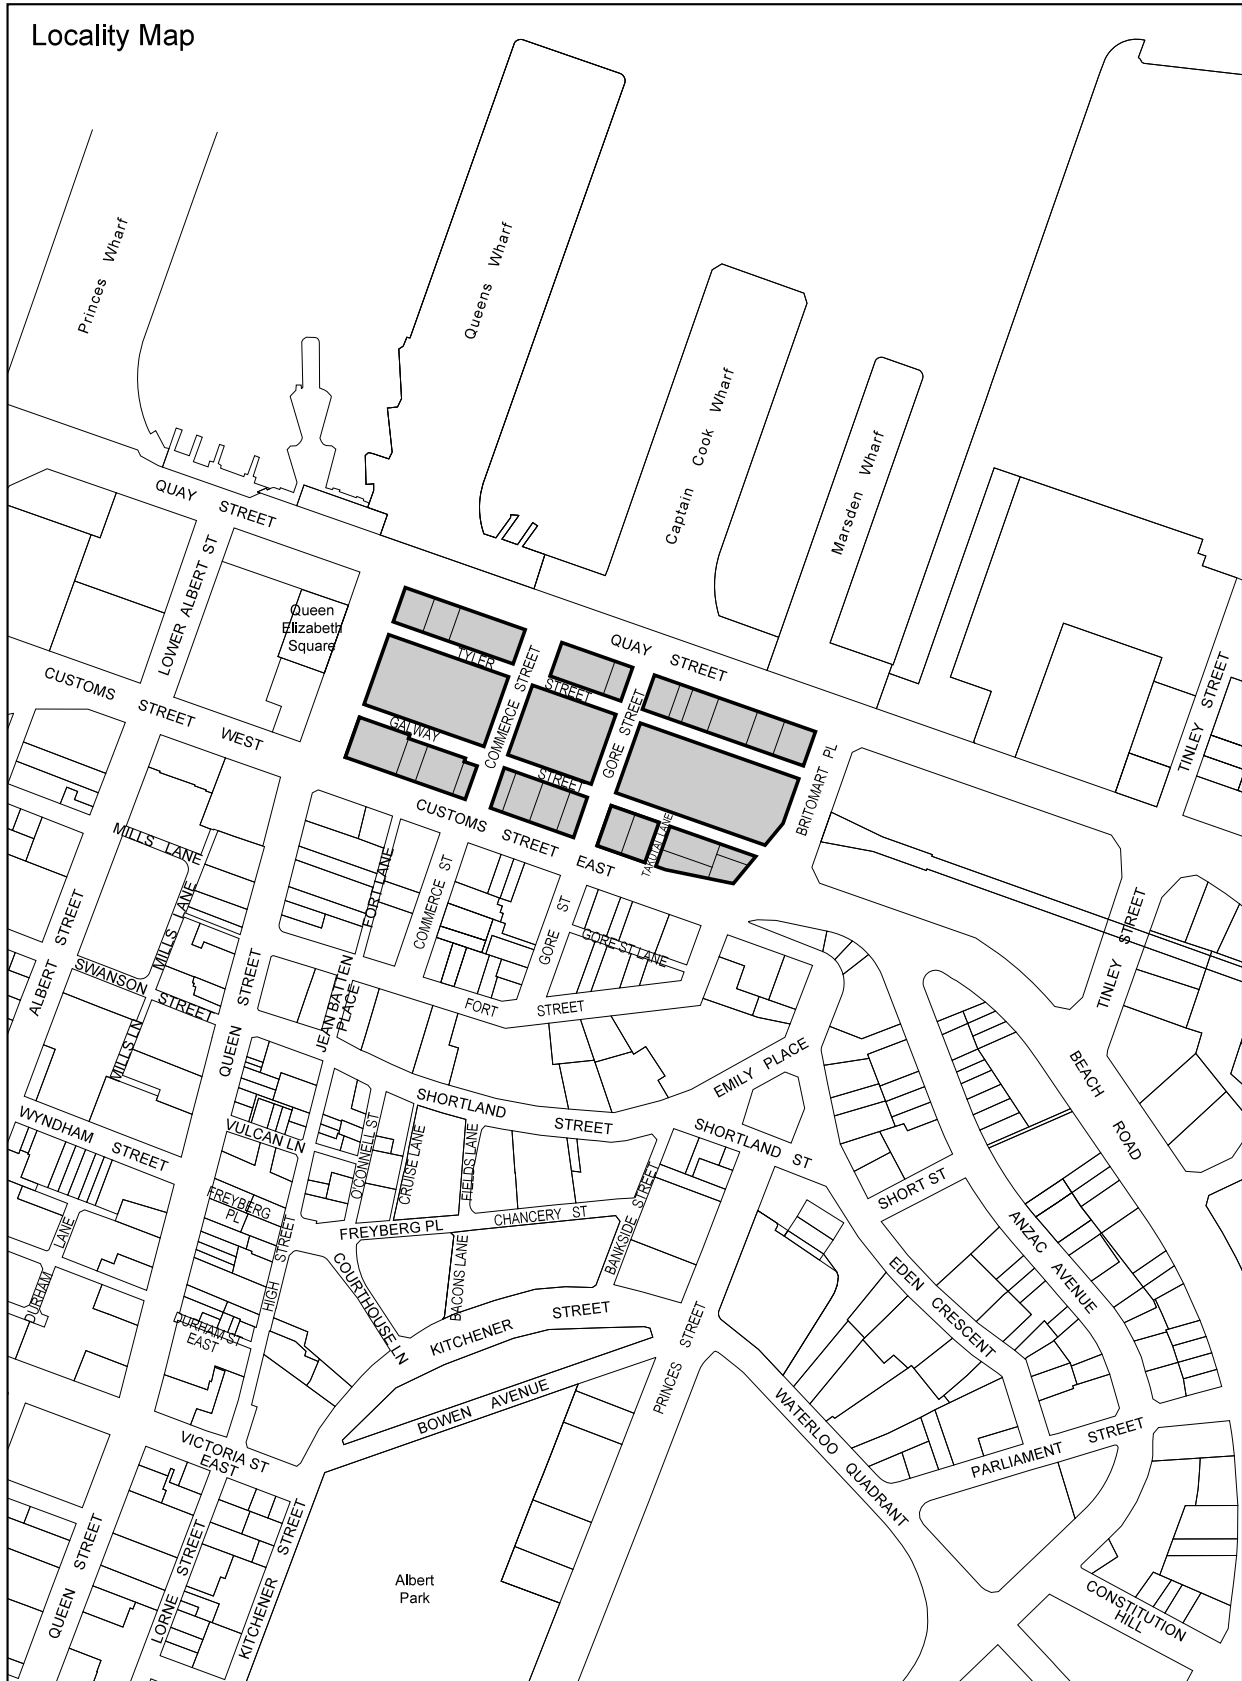 Locality Map
Princes Wharf
Queens Wharf
Captain Cook Wharf
Marsden Wharf
QUAY STREET
LOWER ALBERT ST
Queen
Elizabeth
Square
QUAY STREET
TYLER STREET
COMMERCE STREET
GORE STREET
GALWAY STREET
BRITOMART PL
TINLEY STREET
CUSTOMS STREET WEST
CUSTOMS STREET EAST
TAKUTAI LANE
MILLS LANE
MILLS LANE
FORT LANE
COMMERCE ST
GORE ST
GORE ST LANE
ALBERT STREET
SWANSON STREET
QUEEN STREET
JEAN BATTEN
PLACE
FORT STREET
TINLEY STREET
MILLS LN
EMILY PLACE
BEACH ROAD
WYNDHAM STREET
VULCAN LN
SHORTLAND STREET
SHORTLAND ST
O'CONNELL ST
CRUISE LANE
FIELDS LANE
BANKSIDE STREET
SHORT ST
FREYBERG
PL
HIGH STREET
FREYBERG PL
CHANCERY ST
ANZAC AVENUE
DURHAM LANE
COURTHOUSE LN
BACONS LANE
EDEN CRESCENT
DURHAM ST
EAST
KITCHENER STREET
PRINCES STREET
BOWEN AVENUE
WATERLOO QUADRANT
PARLIAMENT STREET
VICTORIA ST
EAST
QUEEN STREET
LORNE STREET
KITCHENER STREET
Albert
Park
CONSTITUTION
HILL